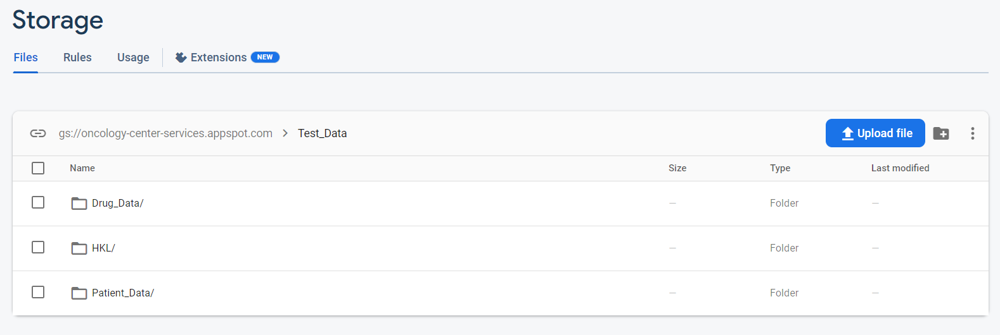 Storage
Files Rules Usage Extensions NEW
gs://oncology-center-services.appspot.com > Test_Data Upload file
Name Size Type Last modified
Drug_Data/ — Folder —
HKL/ — Folder —
Patient_Data/ — Folder —